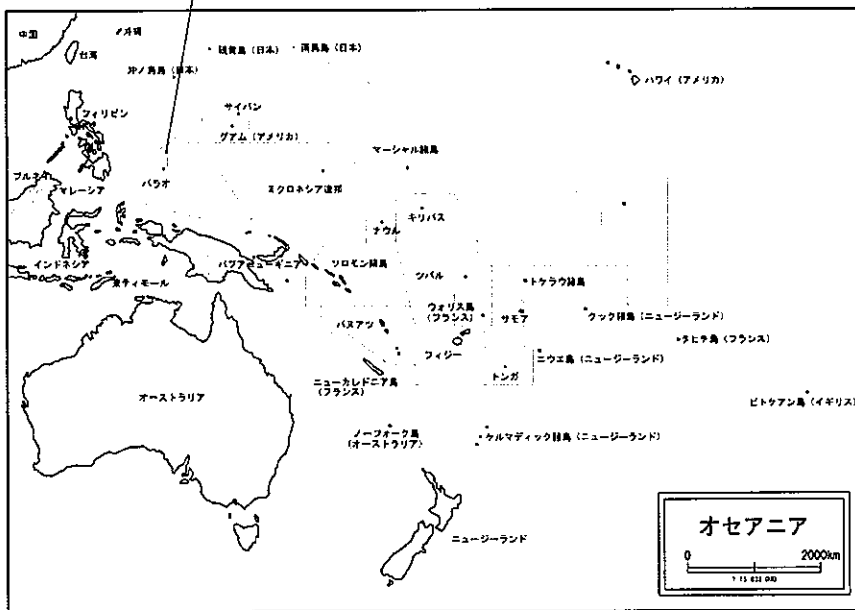 中国
沖縄
台湾
硫黄島（日本）
南鳥島（日本）
沖ノ鳥島（日本）
ハワイ（アメリカ）
フィリピン
サイパン
グアム（アメリカ）
マーシャル諸島
ブルネイ
マレーシア
パラオ
ミクロネシア連邦
キリバス
ナウル
インドネシア
パプアニューギニア
ソロモン諸島
東ティモール
ツバル
トケラウ諸島
ウォリス島
（フランス）
サモア
クック諸島（ニュージーランド）
バヌアツ
フィジー
タヒチ島（フランス）
ニウエ島（ニュージーランド）
トンガ
ニューカレドニア島
（フランス）
オーストラリア
ピトケアン島（イギリス）
ノーフォーク島
（オーストラリア）
ケルマディック諸島（ニュージーランド）
ニュージーランド
オセアニア
0 2000km